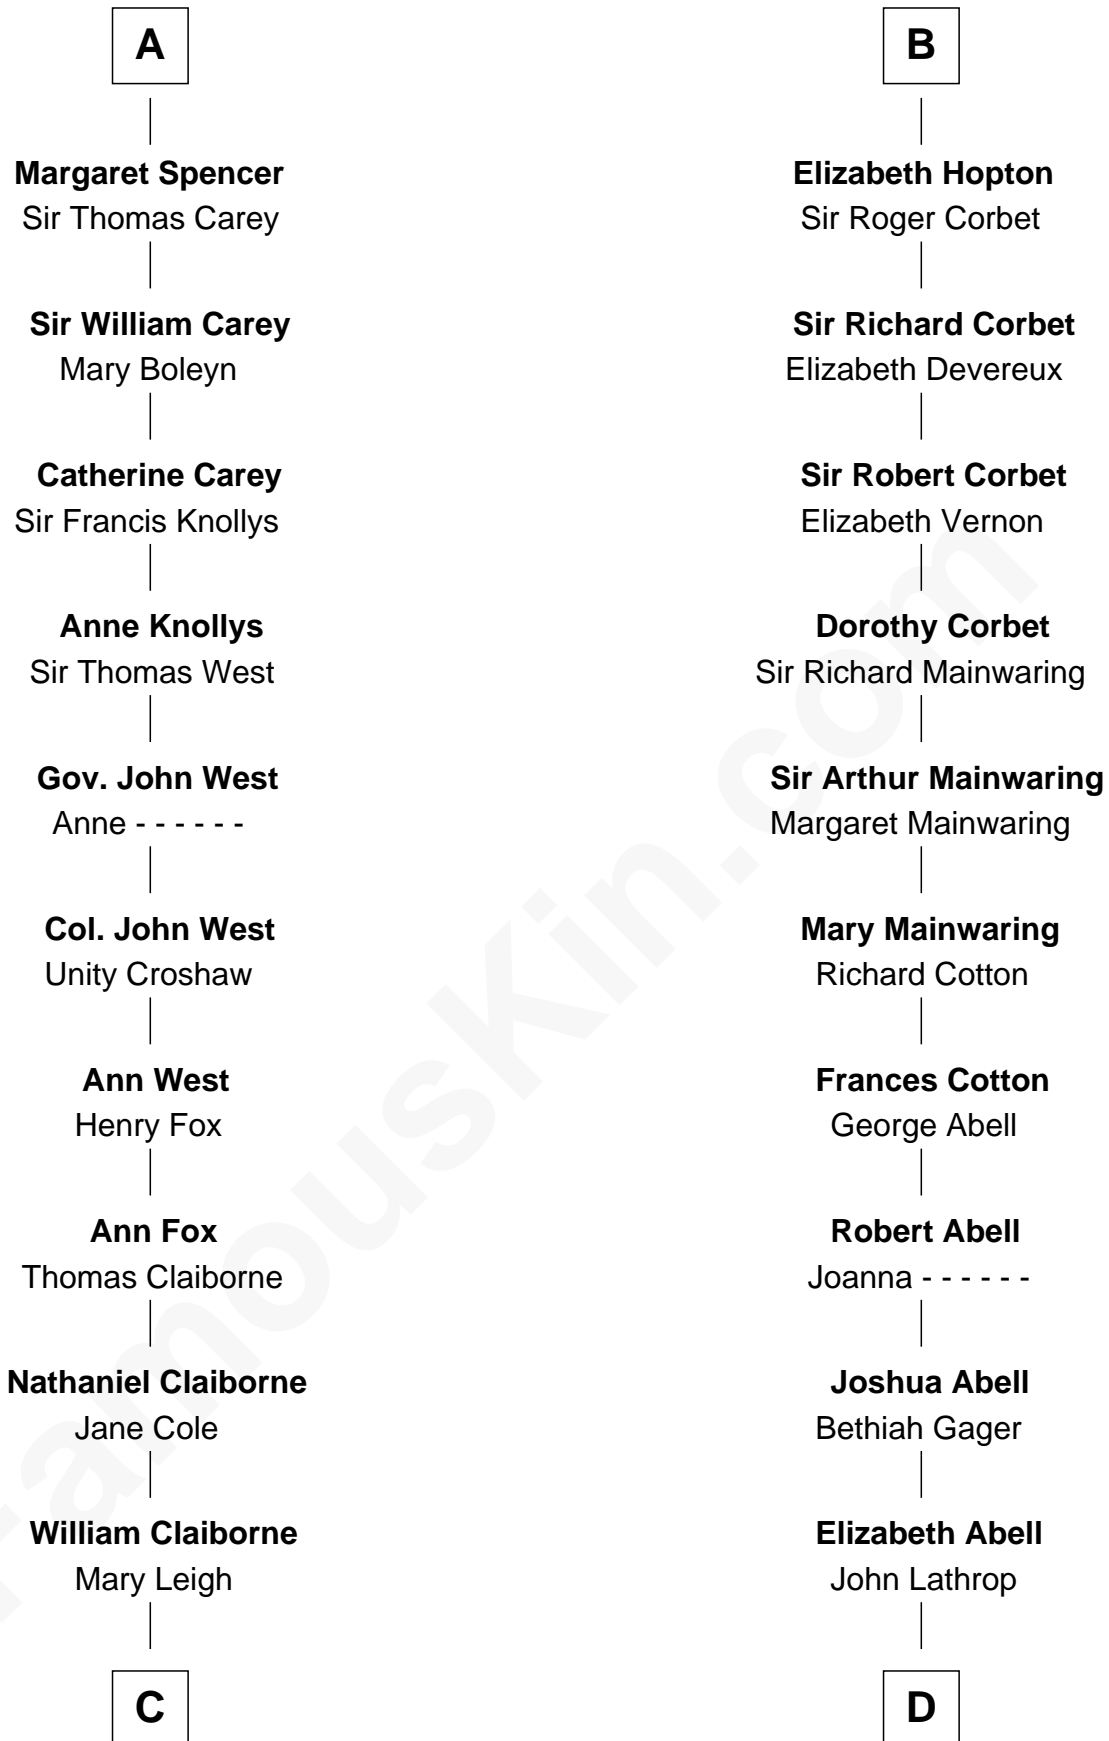 A
Margaret Spencer
Sir Thomas Carey
Sir William Carey
Mary Boleyn
Catherine Carey
Sir Francis Knollys
Anne Knollys
Sir Thomas West
Gov. John West
Anne - - - - - -
Col. John West
Unity Croshaw
Ann West
Henry Fox
Ann Fox
Thomas Claiborne
Nathaniel Claiborne
Jane Cole
William Claiborne
Mary Leigh
C
B
Elizabeth Hopton
Sir Roger Corbet
Sir Richard Corbet
Elizabeth Devereux
Sir Robert Corbet
Elizabeth Vernon
Dorothy Corbet
Sir Richard Mainwaring
Sir Arthur Mainwaring
Margaret Mainwaring
Mary Mainwaring
Richard Cotton
Frances Cotton
George Abell
Robert Abell
Joanna - - - - - -
Joshua Abell
Bethiah Gager
Elizabeth Abell
John Lathrop
D
FamousKin.com